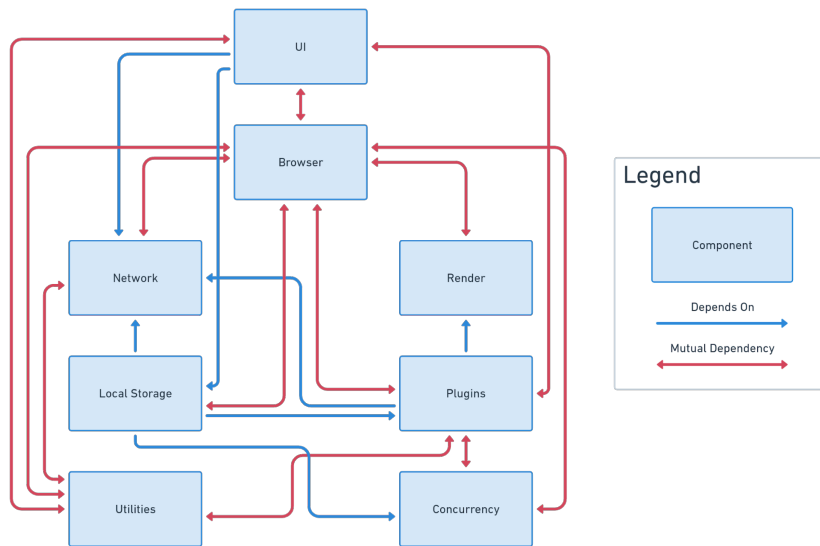 UI
Browser
Legend
Component
Network
Render
Depends On
Mutual Dependency
Local Storage
Plugins
Utilities
Concurrency